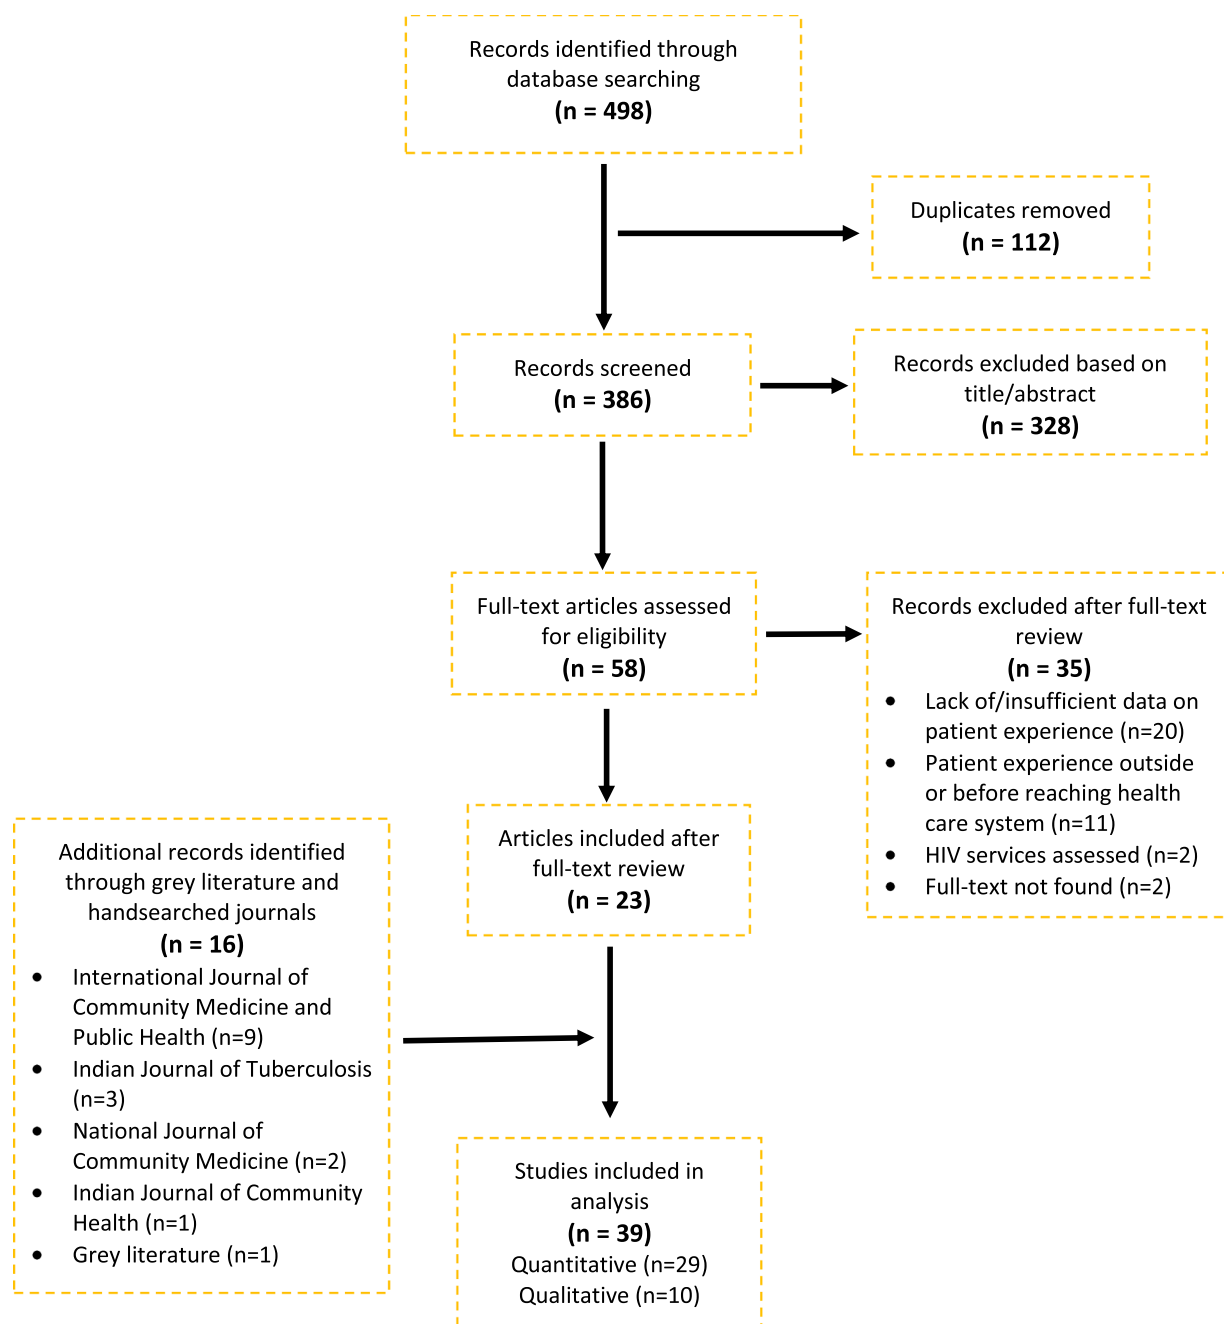 Records identified through
database searching
(n = 498)
Duplicates removed
(n = 112)
Records screened
(n = 386)
Records excluded based on
title/abstract
(n = 328)
Full-text articles assessed
for eligibility
(n = 58)
Records excluded after full-text
review
(n = 35)
• Lack of/insufficient data on
patient experience (n=20)
• Patient experience outside
or before reaching health
care system (n=11)
• HIV services assessed (n=2)
• Full-text not found (n=2)
Articles included after
full-text review
(n = 23)
Additional records identified
through grey literature and
handsearched journals
(n = 16)
• International Journal of
Community Medicine and
Public Health (n=9)
• Indian Journal of Tuberculosis
(n=3)
• National Journal of
Community Medicine (n=2)
• Indian Journal of Community
Health (n=1)
• Grey literature (n=1)
Studies included in
analysis
(n = 39)
Quantitative (n=29)
Qualitative (n=10)